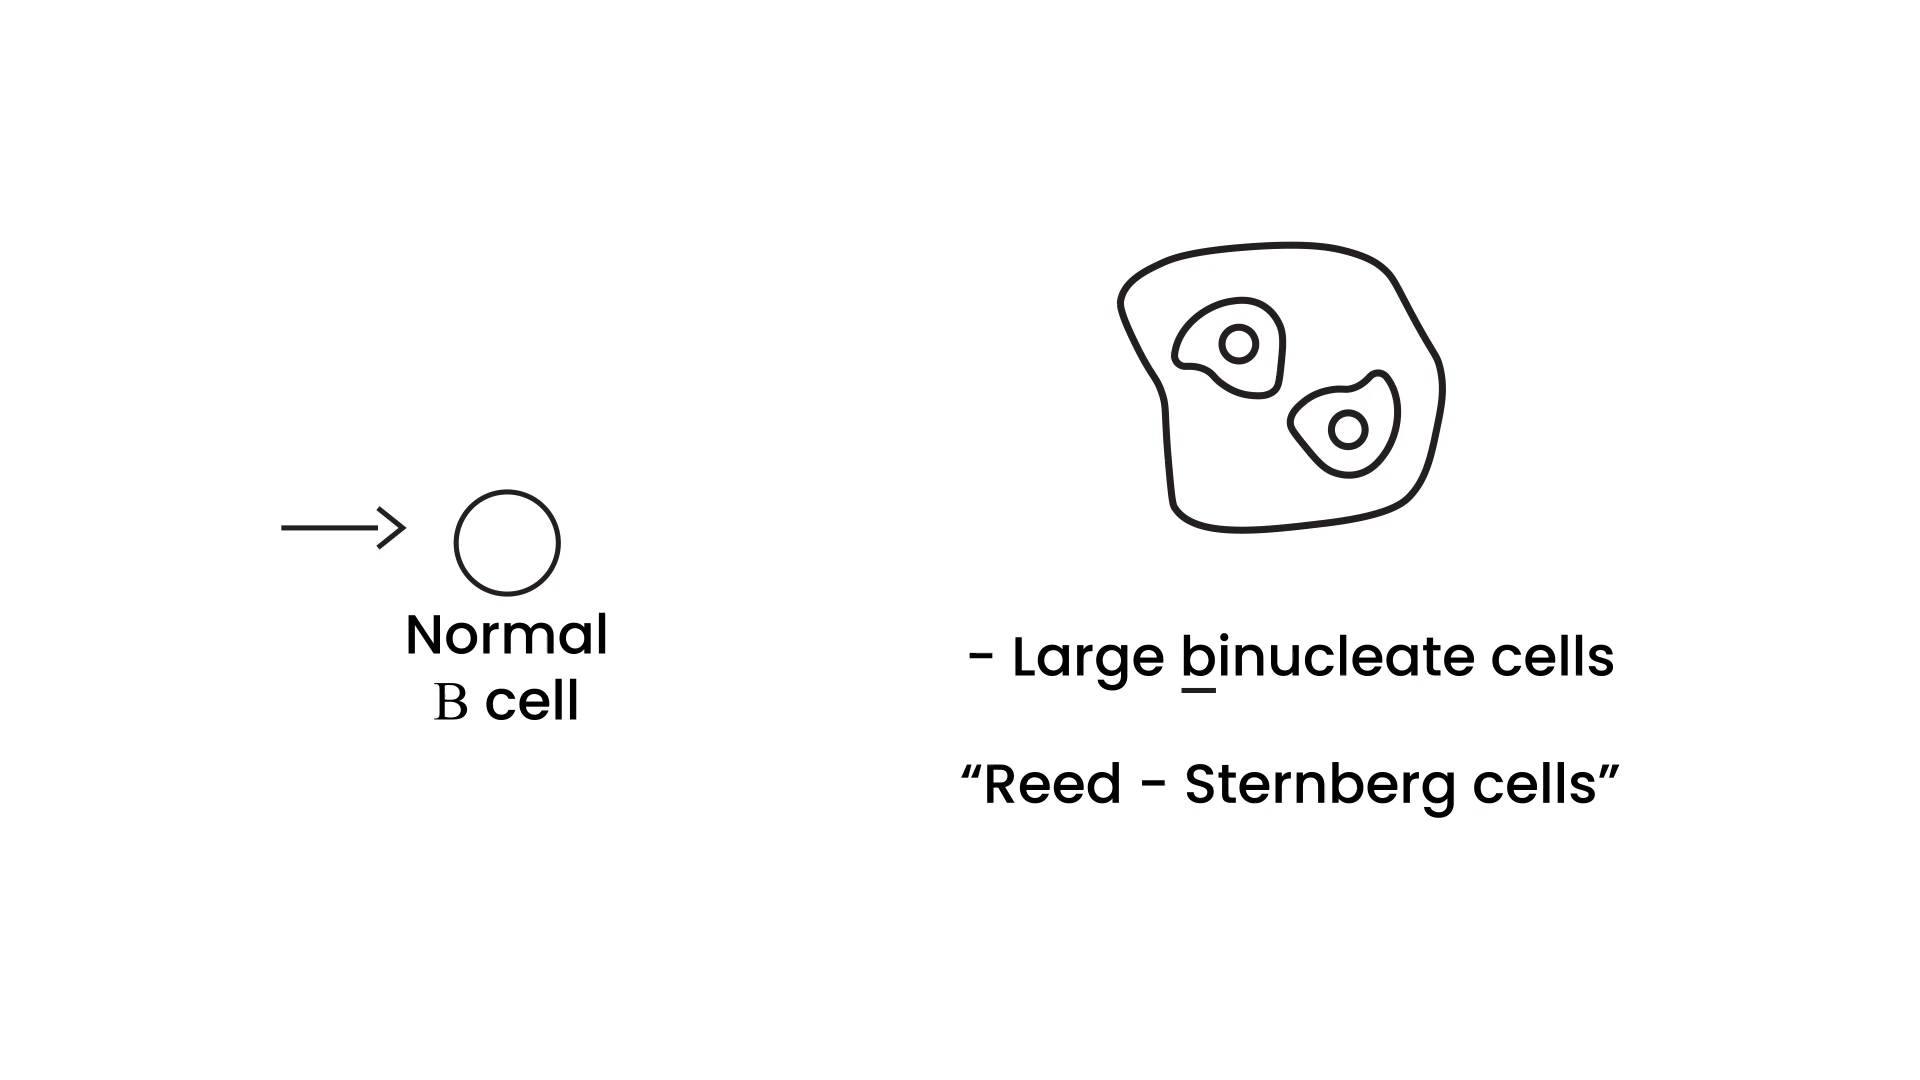 Normal
B cell
- Large binucleate cells
“Reed - Sternberg cells”